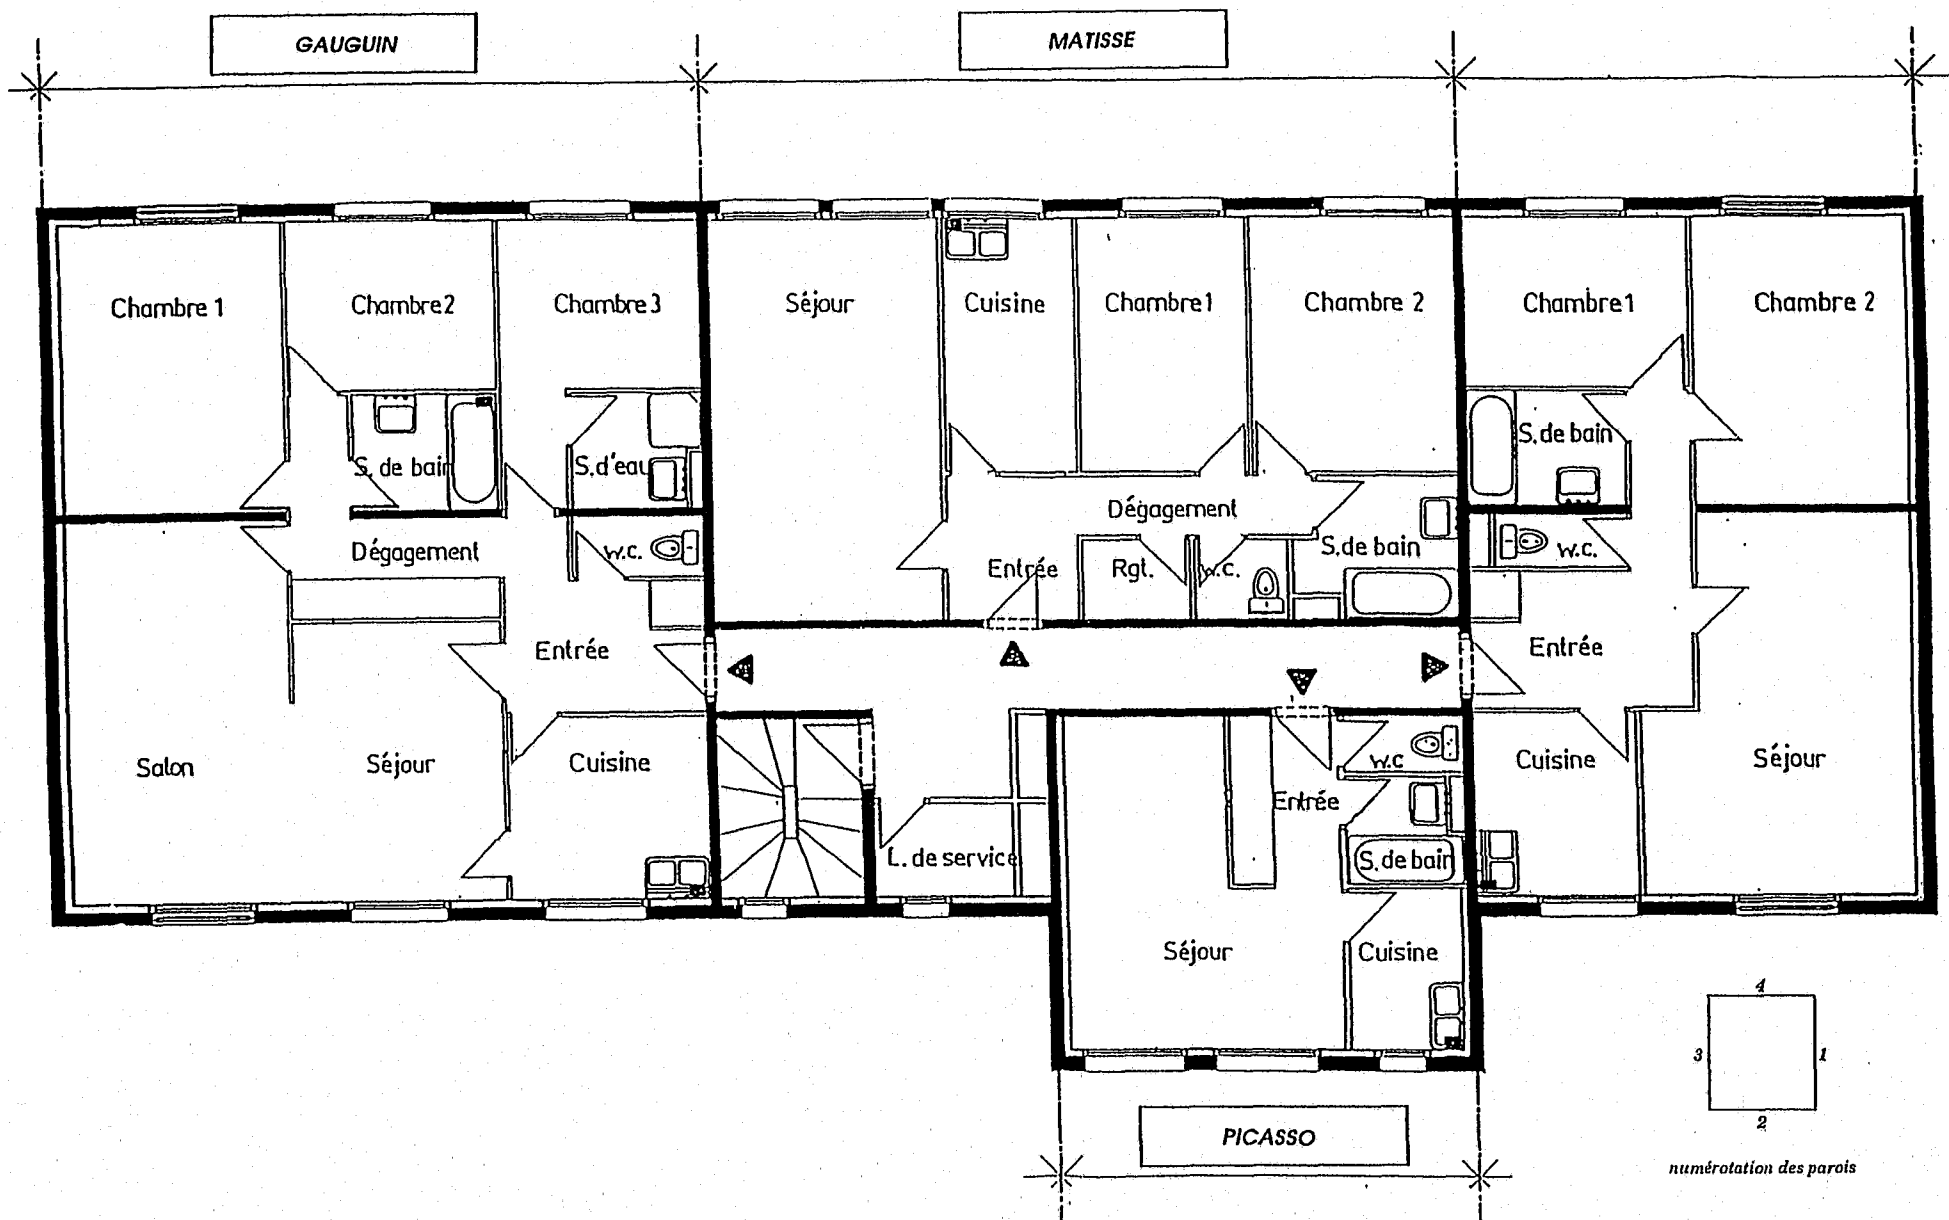 GAUGUIN
MATISSE
Chambre 1
Chambre2
Chambre3
Séjour
Cuisine
Chambre1
Chambre 2
Chambre1
Chambre 2
S. de bain
S.d'eau
S.de bain
Dégagement
Dégagement
W.C.
S.de bain
W.C.
Entrée
Rgt.
W.C.
Entrée
Entrée
Salon
Séjour
Cuisine
W.C
Cuisine
Séjour
Entrée
L. de service
S.de bain
Séjour
Cuisine
4
3
1
2
PICASSO
numérotation des parois